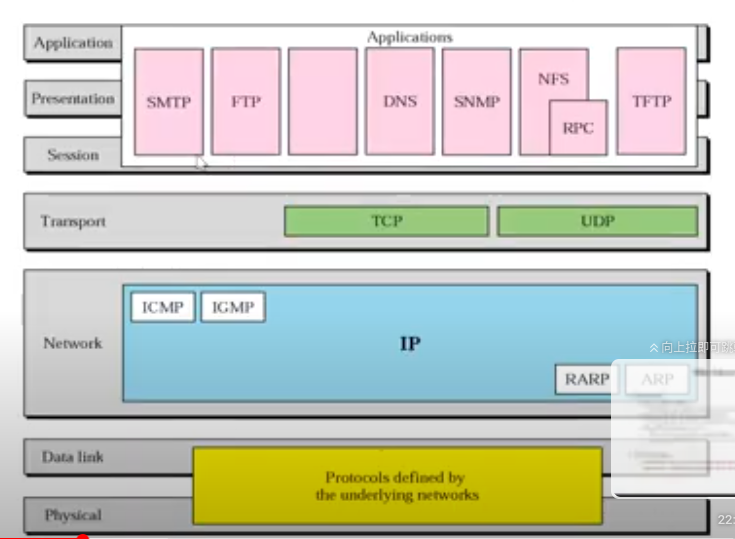 Applications
Application
Presentation
Session
SMTP
FTP
DNS
SNMP
NFS
RPC
TFTP
Transport
TCP
UDP
Network
ICMP
IGMP
IP
RARP
ARP
向上拉即可
Data link
Physical
Protocols defined by
the underlying networks
22: